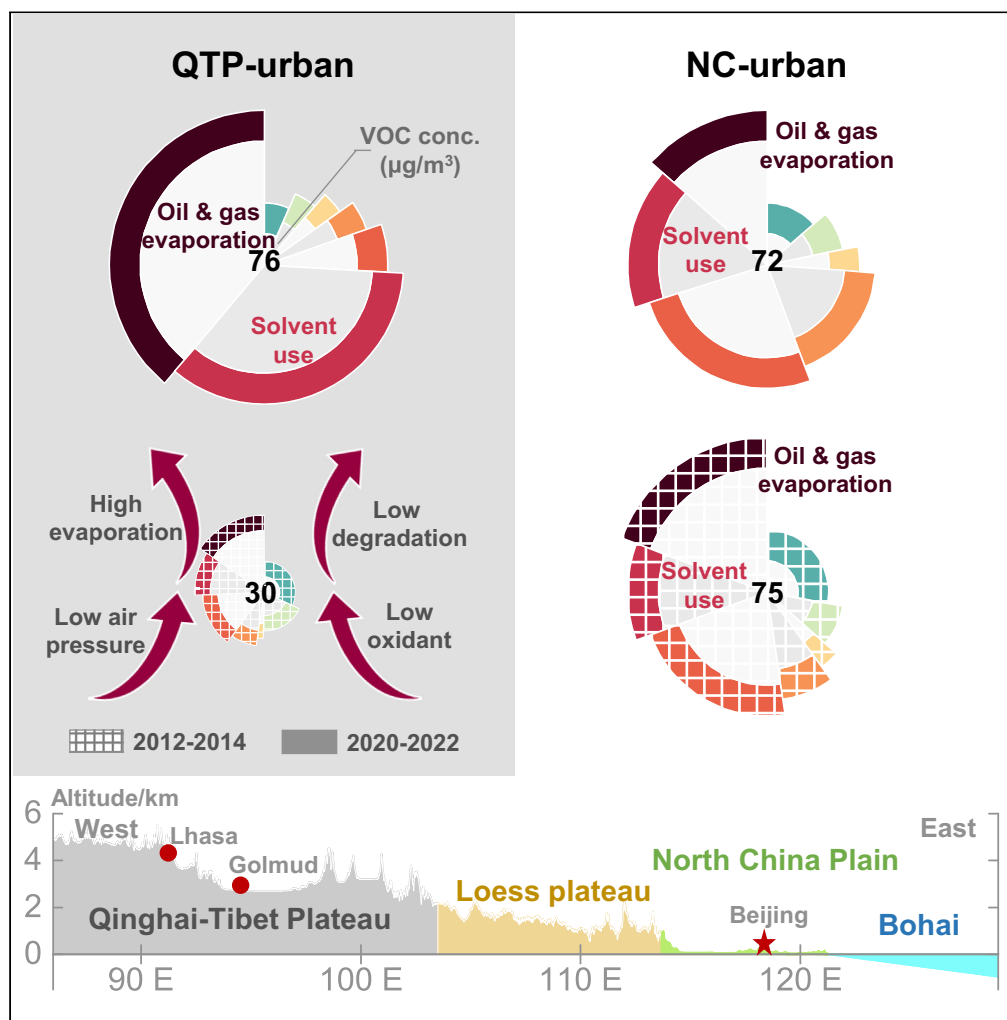 QTP-urban
NC-urban
VOC conc.
(μg/m³)
Oil & gas
evaporation
76
Solvent
use
Oil & gas
evaporation
Solvent
use
72
High
evaporation
Low
degradation
Low air
pressure
Low
oxidant
30
Oil & gas
evaporation
Solvent
use
75
2012-2014
2020-2022
Altitude/km
6
4
2
0
West
East
Lhasa
Golmud
Qinghai-Tibet Plateau
Loess plateau
North China Plain
Beijing
Bohai
90 E
100 E
110 E
120 E